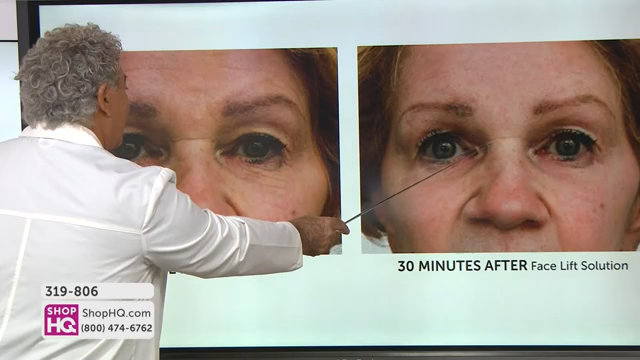 30 MINUTES AFTER Face Lift Solution
319-806
SHOP HQ
ShopHQ.com
(800) 474-6762